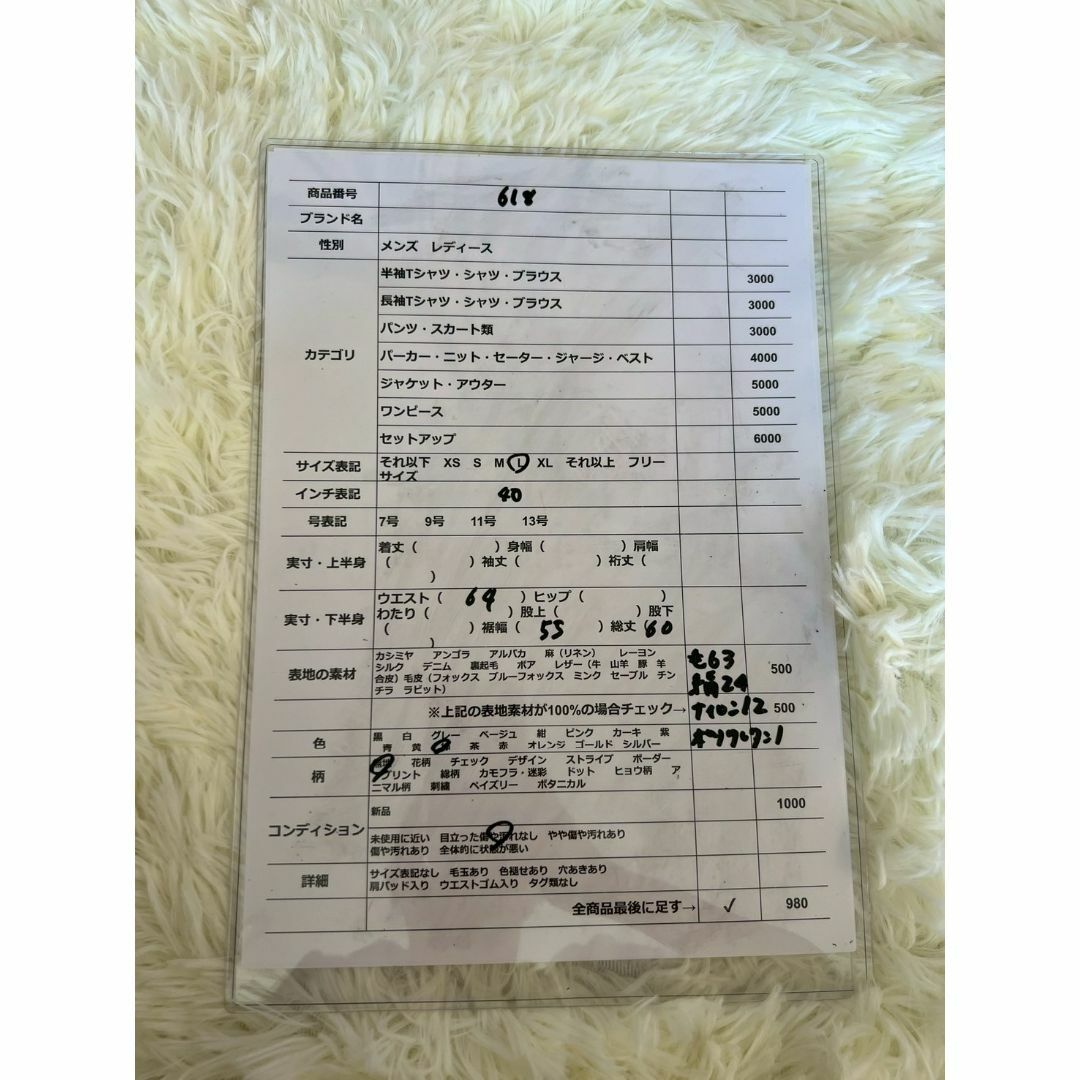 商品番号 618
ブランド名
性別 メンズ レディース
カテゴリ
半袖Tシャツ・シャツ・ブラウス 3000
長袖Tシャツ・シャツ・ブラウス 3000
パンツ・スカート類 3000
パーカー・ニット・セーター・ジャージ・ベスト 4000
ジャケット・アウター 5000
ワンピース 5000
セットアップ 6000
サイズ表記 それ以下 XS S M L XL それ以上 フリー
サイズ
インチ表記 40
号表記 7号 9号 11号 13号
実寸・上半身
着丈（ ）身幅（ ）肩幅
（ ）袖丈（ ）裄丈（
）
実寸・下半身
ウエスト（ 64 ）ヒップ（ ）
わたり（ ）股上（ ）股下
（ ）裾幅（ 55 ）総丈（ 60
）
表地の素材
カシミヤ アンゴラ アルパカ 麻（リネン） レーヨン
シルク デニム 裏起毛 ボア レザー（牛 山羊 豚 羊
合皮）毛皮（フォックス ブルーフォックス ミンク セーブル チン
チラ ラビット）
毛63
綿24
500
※上記の表地素材が100%の場合チェック→ ナイロン12 500
ポリウレタン1
色
黒 白 グレー ベージュ 紺 ピンク カーキ 紫
青 黄 茶 赤 オレンジ ゴールド シルバー
柄
無地 花柄 チェック デザイン ストライプ ボーダー
プリント 総柄 カモフラ・迷彩 ドット ヒョウ柄 ア
ニマル柄 刺繍 ペイズリー ボタニカル
コンディション
新品 1000
未使用に近い 目立った傷や汚れなし やや傷や汚れあり
傷や汚れあり 全体的に状態が悪い
詳細
サイズ表記なし 毛玉あり 色褪せあり 穴あきあり
肩パッド入り ウエストゴム入り タグ類なし
全商品最後に足す→ ✓ 980